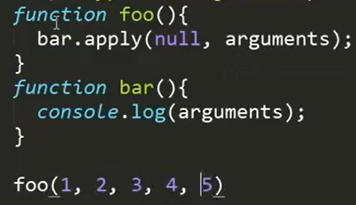 function foo(){
  bar.apply(null, arguments);
}
function bar(){
  console.log(arguments);
}

foo(1, 2, 3, 4, 5)